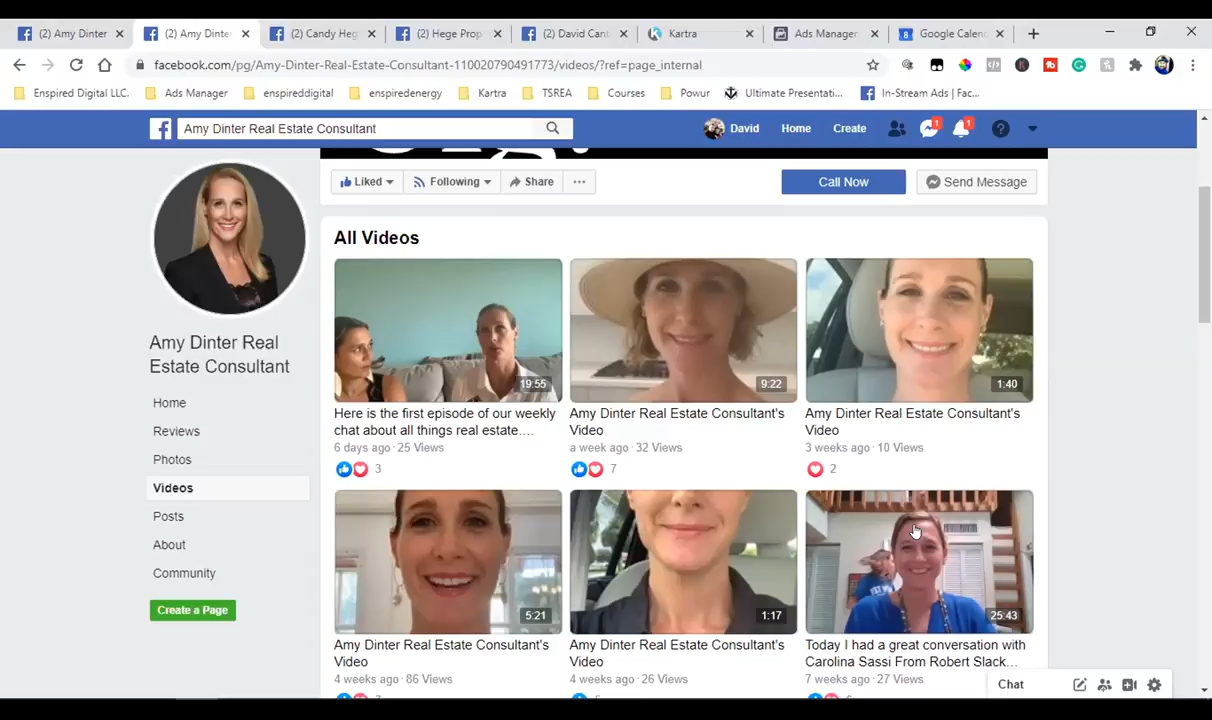 (2) Amy Dinter
(2) Amy Dinter
(2) Candy Heg
(2) Hege Prop
(2) David Cant
Kartra
Ads Manager
Google Calen
facebook.com/pg/Amy-Dinter-Real-Estate-Consultant-110020790491773/videos/?ref=page_internal
Enspired Digital LLC.
Ads Manager
enspireddigital
enspiredenergy
Kartra
TSREA
Courses
Powur
Ultimate Presentati...
In-Stream Ads | Fac...
Amy Dinter Real Estate Consultant
David
Home
Create
1
1
Liked
Following
Share
Call Now
Send Message
Amy Dinter Real
Estate Consultant
Home
Reviews
Photos
Videos
Posts
About
Community
Create a Page
All Videos
19:55
9:22
1:40
Here is the first episode of our weekly
chat about all things real estate....
6 days ago · 25 Views
3
Amy Dinter Real Estate Consultant's
Video
a week ago · 32 Views
7
Amy Dinter Real Estate Consultant's
Video
3 weeks ago · 10 Views
2
5:21
1:17
25:43
Amy Dinter Real Estate Consultant's
Video
4 weeks ago · 86 Views
Amy Dinter Real Estate Consultant's
Video
4 weeks ago · 26 Views
Today I had a great conversation with
Carolina Sassi From Robert Slack...
7 weeks ago · 27 Views
Chat